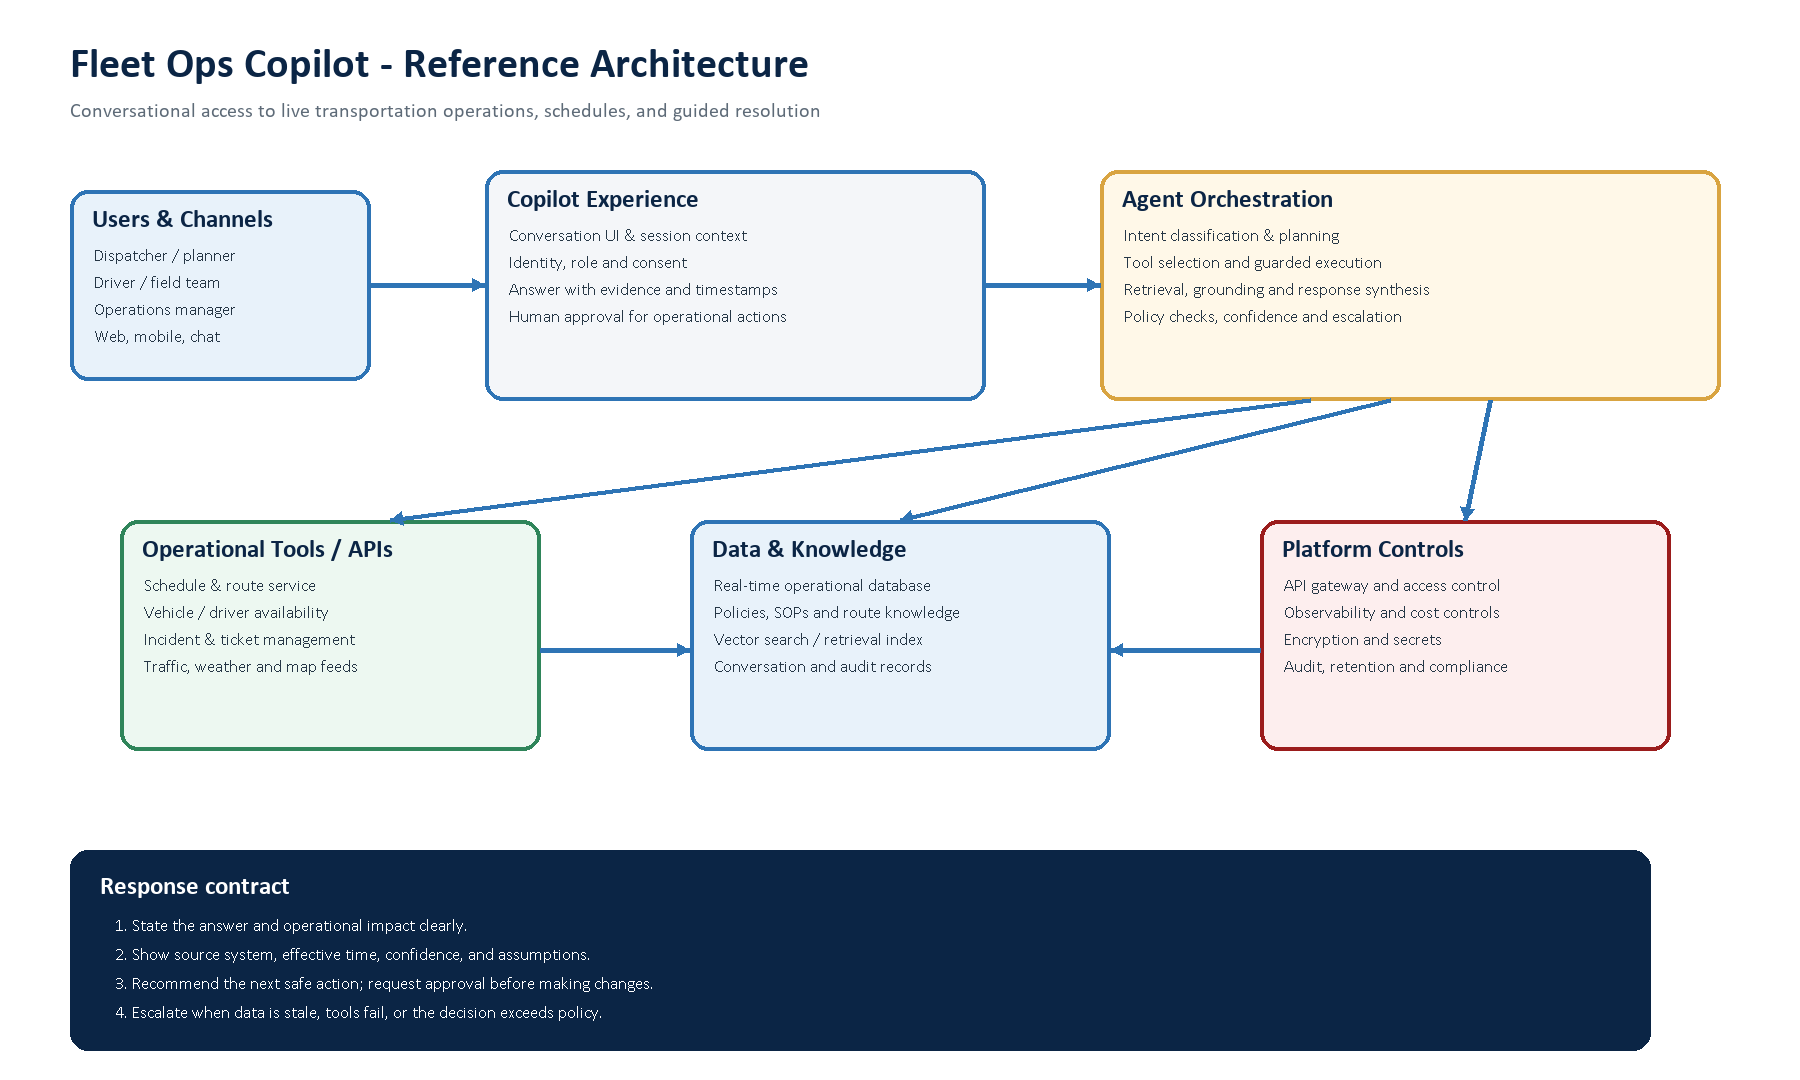 Fleet Ops Copilot - Reference Architecture
Conversational access to live transportation operations, schedules, and guided resolution
Users & Channels
Dispatcher / planner
Driver / field team
Operations manager
Web, mobile, chat
Copilot Experience
Conversation UI & session context
Identity, role and consent
Answer with evidence and timestamps
Human approval for operational actions
Agent Orchestration
Intent classification & planning
Tool selection and guarded execution
Retrieval, grounding and response synthesis
Policy checks, confidence and escalation
Operational Tools / APIs
Schedule & route service
Vehicle / driver availability
Incident & ticket management
Traffic, weather and map feeds
Data & Knowledge
Real-time operational database
Policies, SOPs and route knowledge
Vector search / retrieval index
Conversation and audit records
Platform Controls
API gateway and access control
Observability and cost controls
Encryption and secrets
Audit, retention and compliance
Response contract
1. State the answer and operational impact clearly.
2. Show source system, effective time, confidence, and assumptions.
3. Recommend the next safe action; request approval before making changes.
4. Escalate when data is stale, tools fail, or the decision exceeds policy.